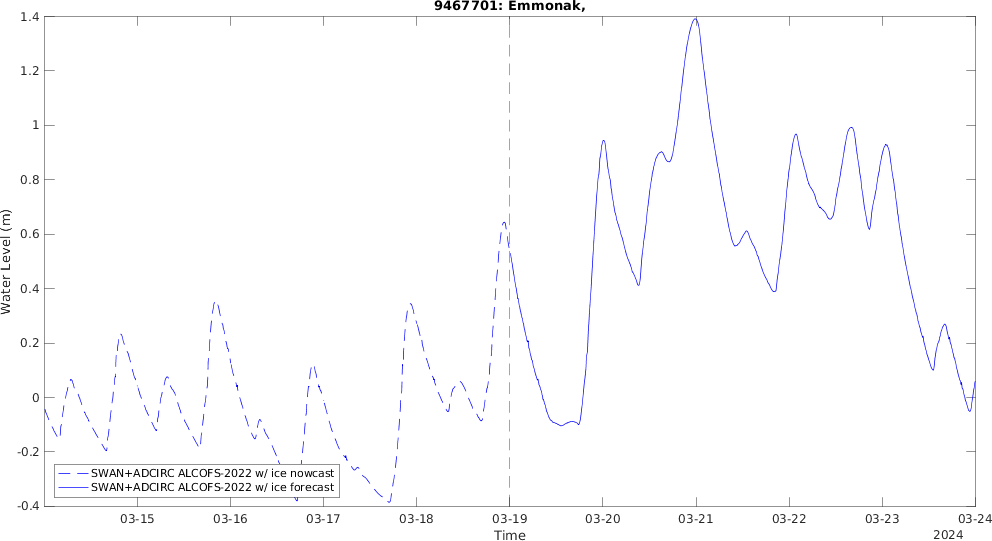 9467701: Emmonak,
1.4
1.2
1
0.8
0.6
0.4
0.2
0
-0.2
-0.4
Water Level (m)
SWAN+ADCIRC ALCOFS-2022 w/ ice nowcast
SWAN+ADCIRC ALCOFS-2022 w/ ice forecast
03-15 03-16 03-17 03-18 03-19 03-20 03-21 03-22 03-23 03-24
Time
2024